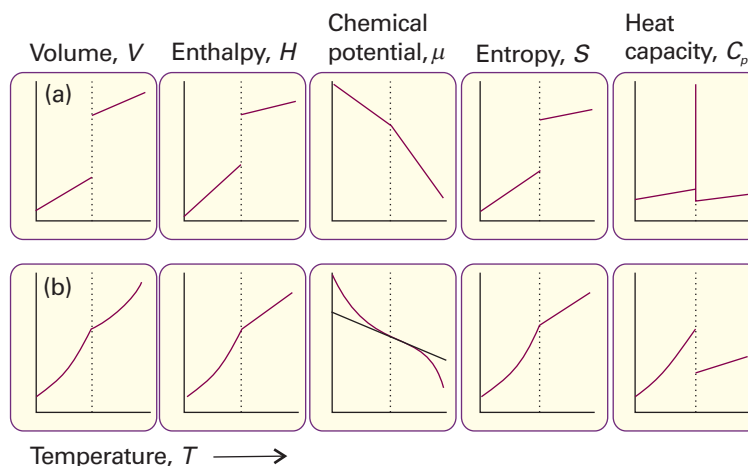 Volume, V
Enthalpy, H
Chemical
potential, μ
Entropy, S
Heat
capacity, Cp
(a)
(b)
Temperature, T